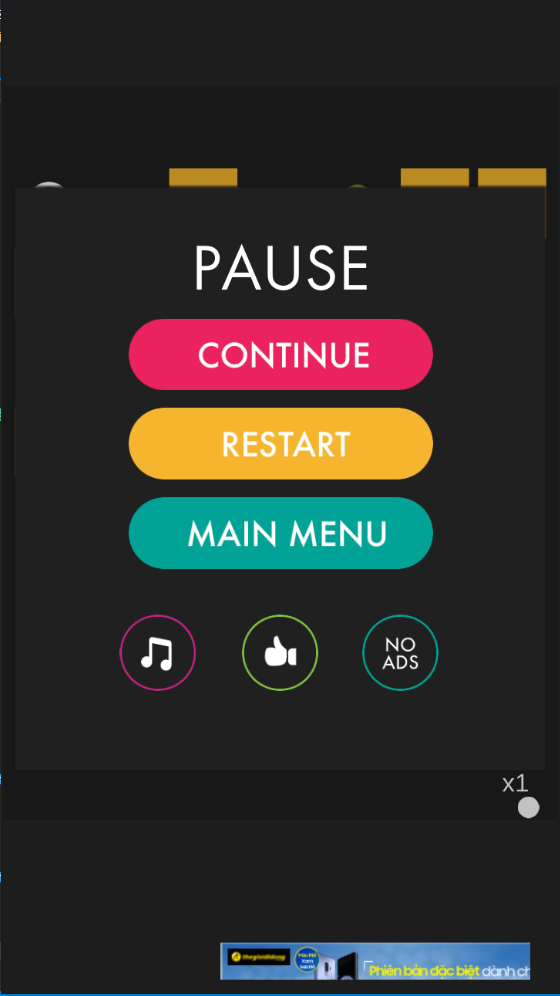 PAUSE
CONTINUE
RESTART
MAIN MENU
NO
ADS
x1
thegioididong
Phiên bản đặc biệt dành ch